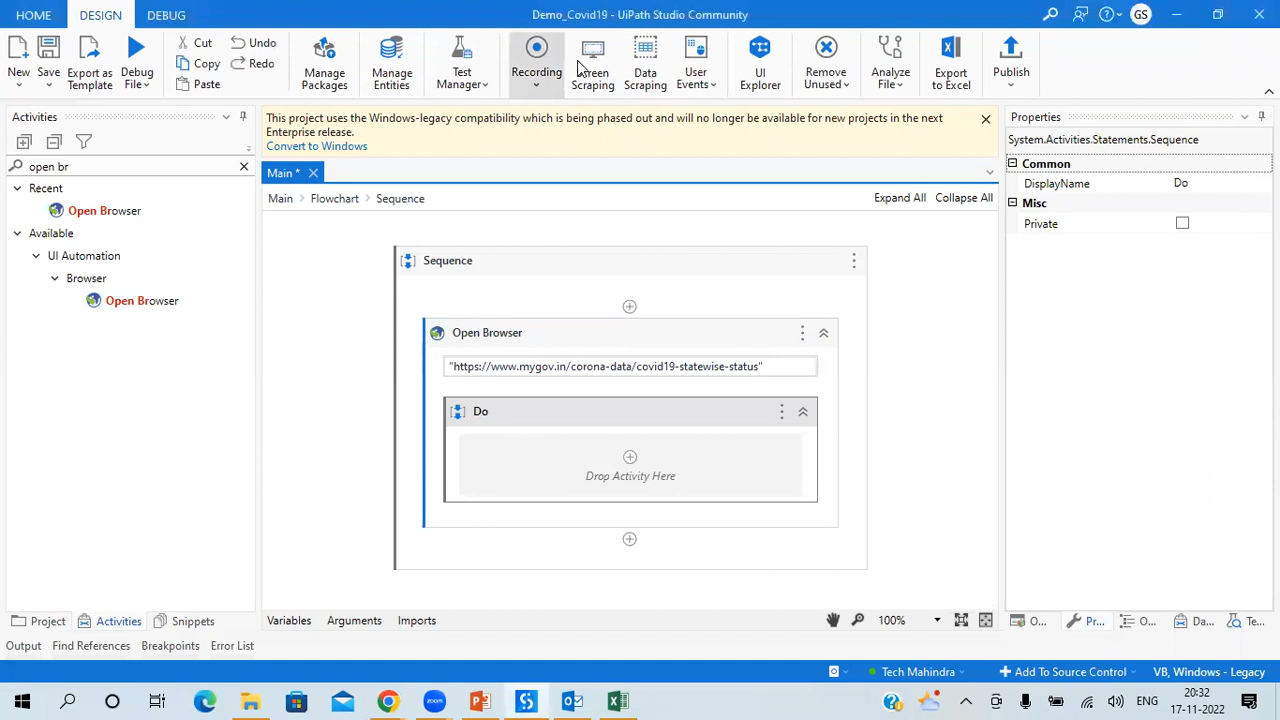 HOME DESIGN DEBUG Demo_Covid19 - UiPath Studio Community GS
New Save Export as Template Debug File Cut Copy Paste Undo Redo Manage Packages Manage Entities Test Manager Recording Screen Scraping Data Scraping User Events UI Explorer Remove Unused Analyze File Export to Excel Publish
Activities
open br
Recent
Open Browser
Available
UI Automation
Browser
Open Browser
This project uses the Windows-legacy compatibility which is being phased out and will no longer be available for new projects in the next
Enterprise release.
Convert to Windows
Main *
Main Flowchart Sequence Expand All Collapse All
Sequence
Open Browser
"https://www.mygov.in/corona-data/covid19-statewise-status"
Do
Drop Activity Here
Properties
System.Activities.Statements.Sequence
Common
DisplayName Do
Misc
Private
Project Activities Snippets Variables Arguments Imports 100% O... Pr... O... Da... Te...
Output Find References Breakpoints Error List
Tech Mahindra Add To Source Control VB, Windows - Legacy
zoom ENG 20:32
17-11-2022